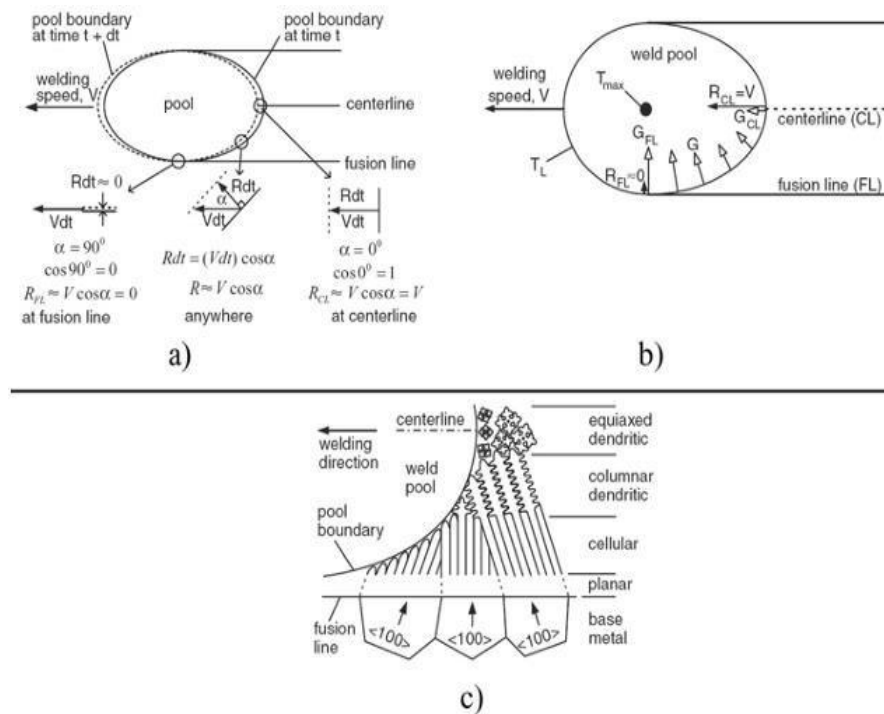 pool boundary
at time t + dt
pool boundary
at time t
welding
speed, V
pool
centerline
fusion line
Rdt ≈ 0
Vdt
α = 90⁰
cos90⁰ = 0
R_FL ≈ V cosα = 0
at fusion line
Rdt
α
Vdt
Rdt = (Vdt) cosα
R ≈ V cosα
anywhere
Rdt
Vdt
α = 0⁰
cos0⁰ = 1
R_CL ≈ V cosα = V
at centerline
a)
weld pool
welding
speed, V
T_max
R_CL=V
G_CL
centerline (CL)
G_FL
G
T_L
R_FL≈0
fusion line (FL)
b)
centerline
welding
direction
weld
pool
pool
boundary
fusion
line
equiaxed
dendritic
columnar
dendritic
cellular
planar
base
metal
<100>
<100>
<100>
c)